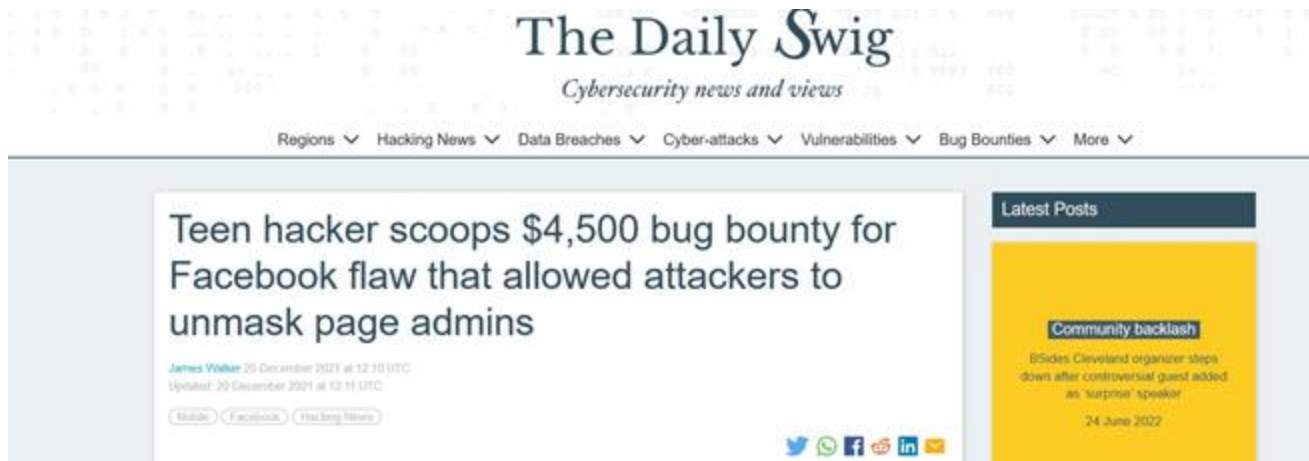 The Daily Swig
Cybersecurity news and views
Regions Hacking News Data Breaches Cyber-attacks Vulnerabilities Bug Bounties More
Teen hacker scoops $4,500 bug bounty for
Facebook flaw that allowed attackers to
unmask page admins
James Walker 20 December 2021 at 12:10 UTC
Updated: 20 December 2021 at 12:11 UTC
Mobile Facebook Hacking News
Latest Posts
Community backlash
BSides Cleveland organizer steps
down after controversial guest added
as 'surprise' speaker
24 June 2022